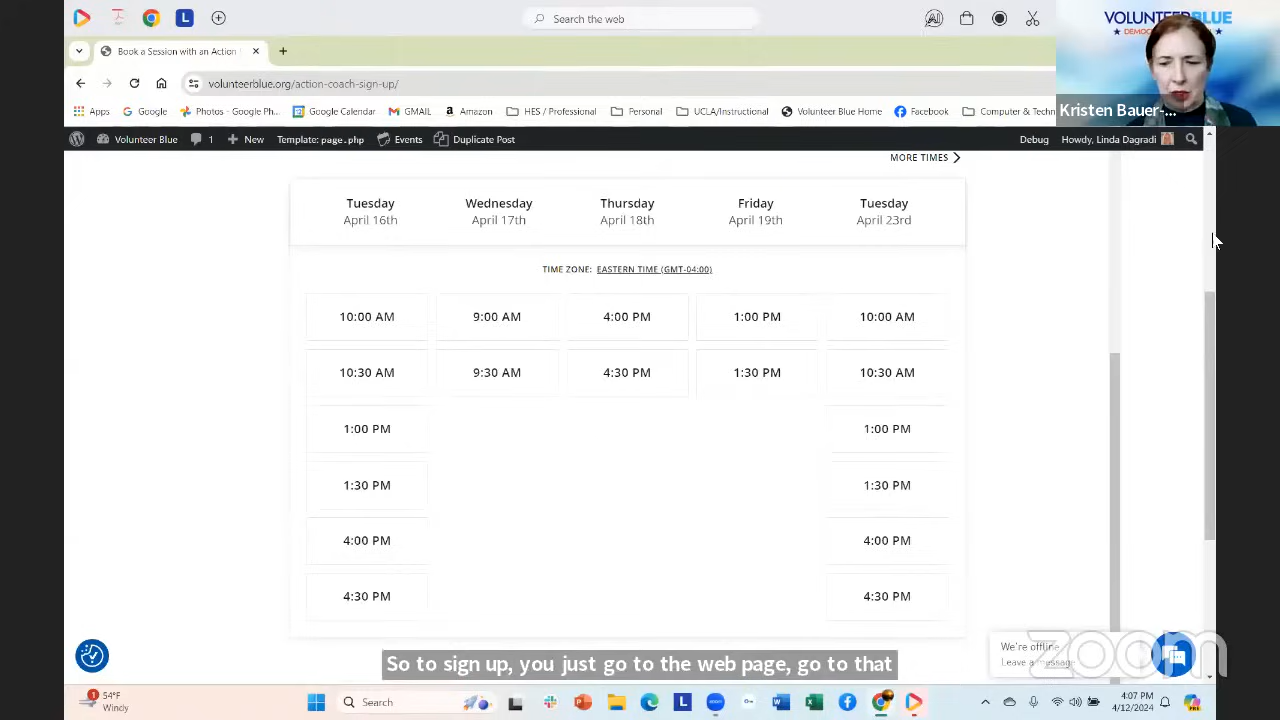 Search the web
VOLUNTEERBLUE
Book a Session with an Action
volunteerblue.org/action-coach-sign-up/
Kristen Bauer-...
Apps Google Photos - Google Google Calendar GMAIL Amazon HES / Professional Personal UCLA/Instructional Volunteer Blue Home Facebook Computer & Techn
Volunteer Blue 1 New Template: page.php Events Duplicate Post Debug Howdy, Linda Dagradi
MORE TIMES
Tuesday Wednesday Thursday Friday Tuesday
April 16th April 17th April 18th April 19th April 23rd
TIME ZONE: EASTERN TIME (GMT-04:00)
10:00 AM 9:00 AM 4:00 PM 1:00 PM 10:00 AM
10:30 AM 9:30 AM 4:30 PM 1:30 PM 10:30 AM
1:00 PM 1:00 PM
1:30 PM 1:30 PM
4:00 PM 4:00 PM
4:30 PM 4:30 PM
We're offline
Leave a message
zoom
So to sign up, you just go to the web page, go to that
1 54°F
Windy
Search
4:07 PM
4/12/2024